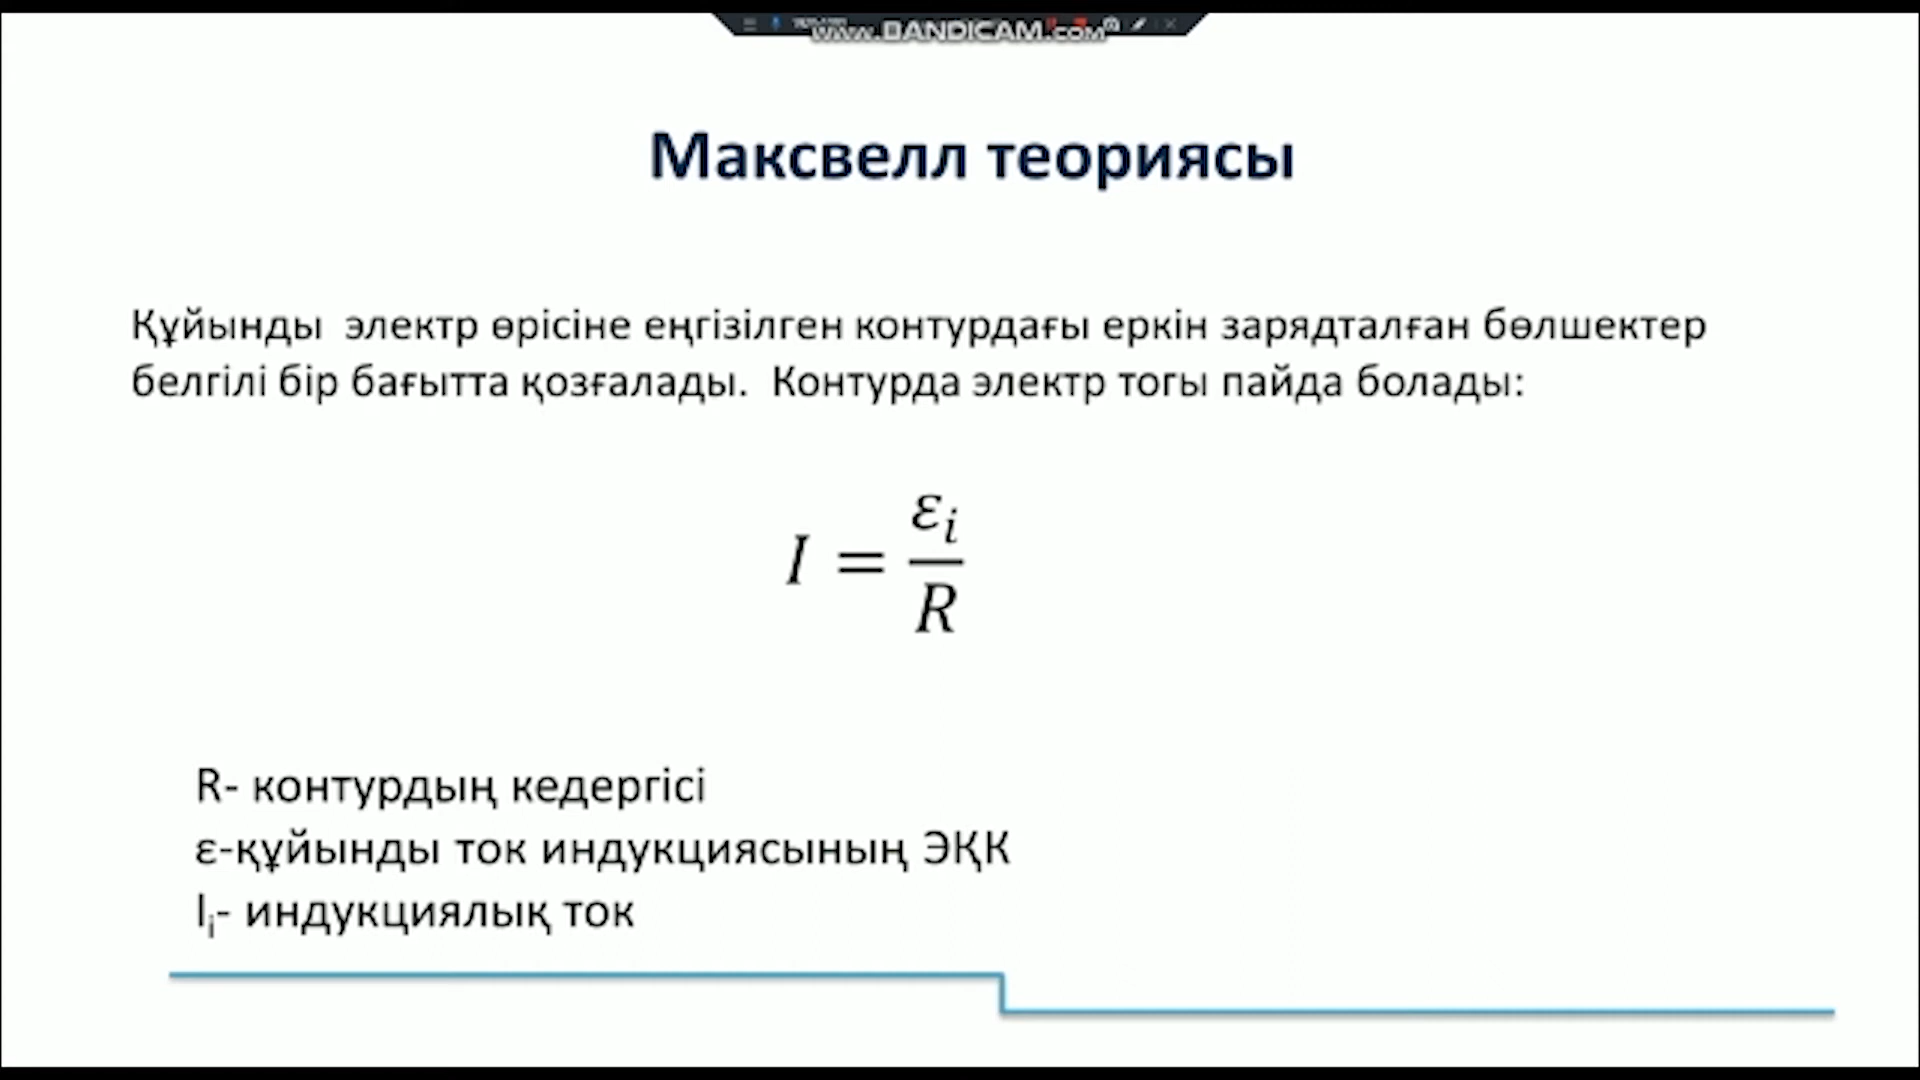 www.BANDICAM.com
Максвелл теориясы
Құйынды электр өрісіне еңгізілген контурдағы еркін зарядталған бөлшектер
белгілі бір бағытта қозғалады. Контурда электр тогы пайда болады:
I = εᵢ / R
R- контурдың кедергісі
ε-құйынды ток индукциясының ЭҚК
Iᵢ- индукциялық ток